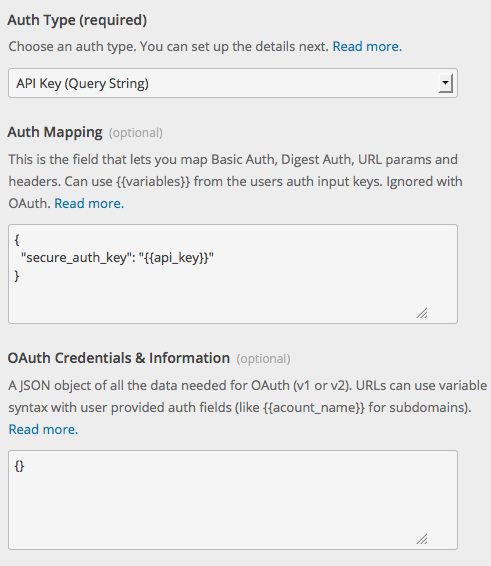 Auth Type (required)
Choose an auth type. You can set up the details next. Read more.
API Key (Query String)
Auth Mapping (optional)
This is the field that lets you map Basic Auth, Digest Auth, URL params and
headers. Can use {{variables}} from the users auth input keys. Ignored with
OAuth. Read more.
{
  "secure_auth_key": "{{api_key}}"
}
OAuth Credentials & Information (optional)
A JSON object of all the data needed for OAuth (v1 or v2). URLs can use variable
syntax with user provided auth fields (like {{acount_name}} for subdomains).
Read more.
{}